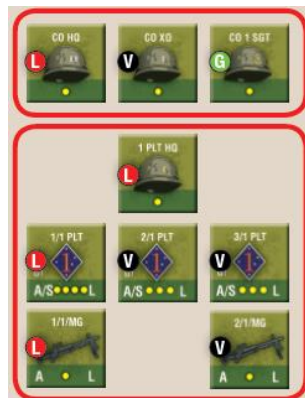 CO HQ
L
CO XO
V
CO 1 SGT
G
1 PLT HQ
L
1/1 PLT
L
1
A/S L
2/1 PLT
V
1
A/S L
3/1 PLT
V
1
A/S L
1/1/MG
L
A L
2/1/MG
V
A L